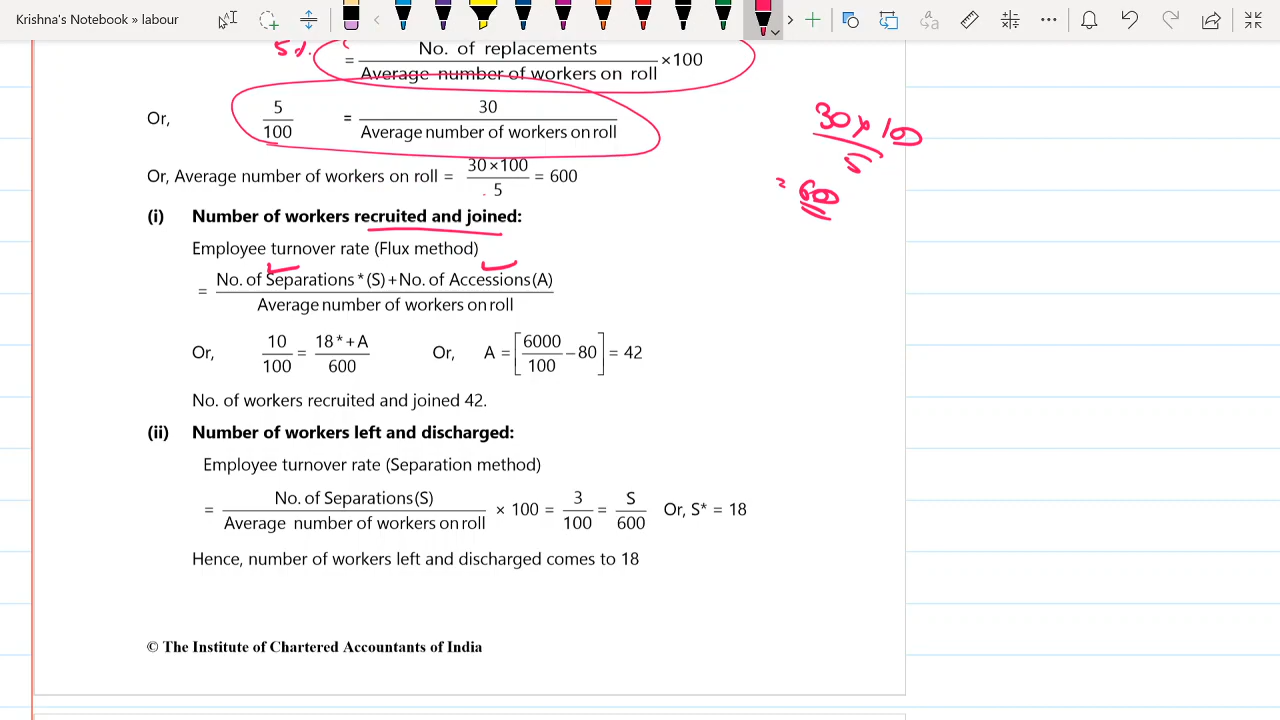 Krishna's Notebook » labour
5%. = No. of replacements / Average number of workers on roll ×100
Or, 5/100 = 30 / Average number of workers on roll
30 × 100 / 5
= 600
Or, Average number of workers on roll = 30×100 / 5 = 600
(i) Number of workers recruited and joined:
Employee turnover rate (Flux method)
= No. of Separations*(S)+No. of Accessions(A) / Average number of workers on roll
Or, 10/100 = 18*+A / 600 Or, A = [6000/100 – 80] = 42
No. of workers recruited and joined 42.
(ii) Number of workers left and discharged:
Employee turnover rate (Separation method)
= No. of Separations(S) / Average number of workers on roll × 100 = 3/100 = S/600 Or, S* = 18
Hence, number of workers left and discharged comes to 18
© The Institute of Chartered Accountants of India